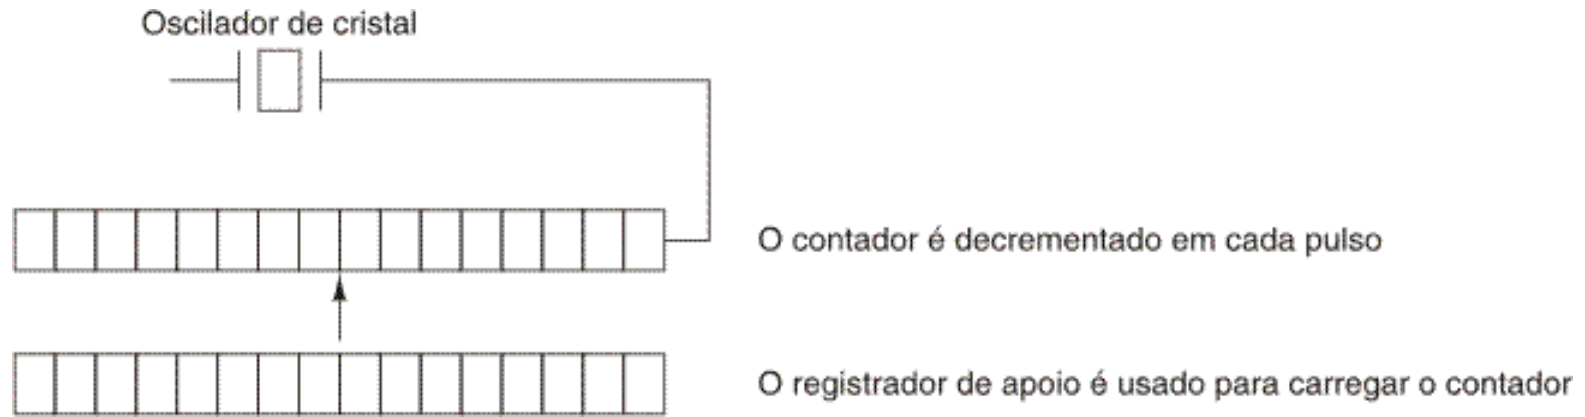 Oscilador de cristal
O contador é decrementado em cada pulso
O registrador de apoio é usado para carregar o contador